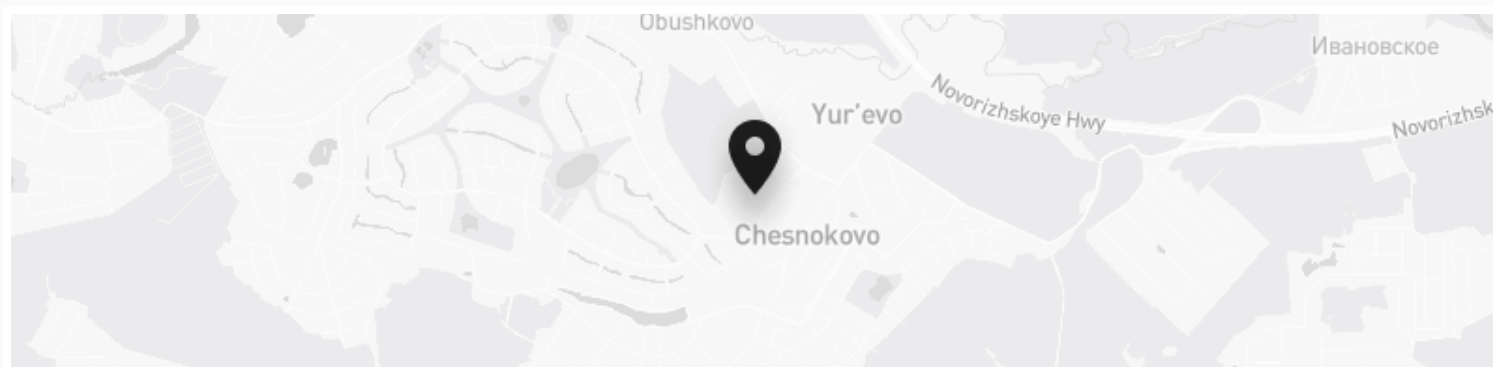 Obushkovo
Ивановское
Novorizhskoye Hwy
Yur'evo
Novorizhsk
Chesnokovo